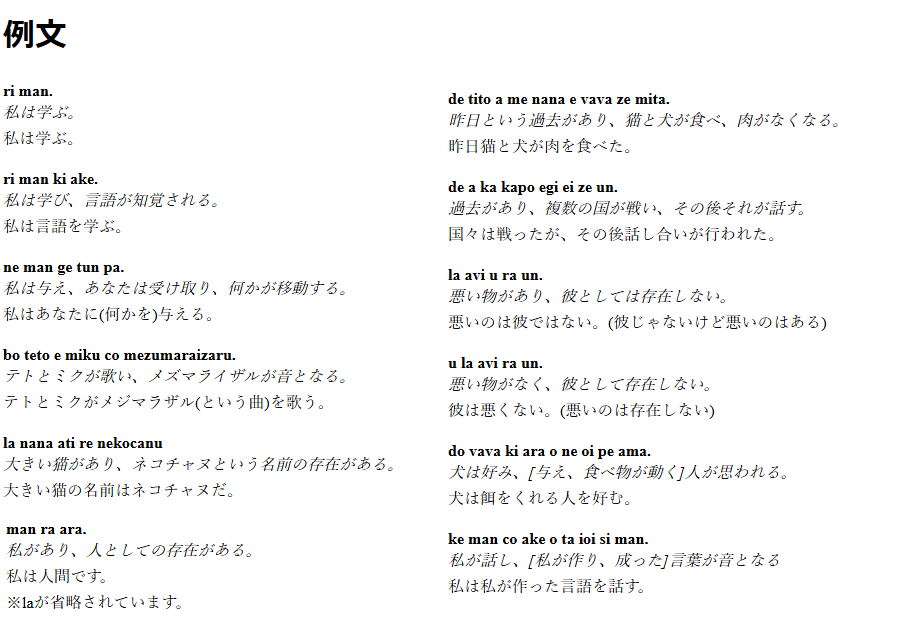 例文
ri man.
私は学ぶ。
私は学ぶ。
ri man ki ake.
私は学び、言語が知覚される。
私は言語を学ぶ。
ne man ge tun pa.
私は与え、あなたは受け取り、何かが移動する。
私はあなたに(何かを)与える。
bo teto e miku co mezumaraizaru.
テトとミクが歌い、メズマライザルが音となる。
テトとミクがメジマラザル(という曲)を歌う。
la nana ati re nekocanu
大きい猫があり、ネコチャヌという名前の存在がある。
大きい猫の名前はネコチャヌだ。
man ra ara.
私があり、人としての存在がある。
私は人間です。
※laが省略されています。
de tito a me nana e vava ze mita.
昨日という過去があり、猫と犬が食べ、肉がなくなる。
昨日猫と犬が肉を食べた。
de a ka kapo egi ei ze un.
過去があり、複数の国が戦い、その後それが話す。
国々は戦ったが、その後話し合いが行われた。
la avi u ra un.
悪い物があり、彼としては存在しない。
悪いのは彼ではない。(彼じゃないけど悪いのはある)
u la avi ra un.
悪い物がなく、彼として存在しない。
彼は悪くない。(悪いのは存在しない)
do vava ki ara o ne oi pe ama.
犬は好み、[与え、食べ物が動く]人が思われる。
犬は餌をくれる人を好む。
ke man co ake o ta ioi si man.
私が話し、[私が作り、成った]言葉が音となる
私は私が作った言語を話す。